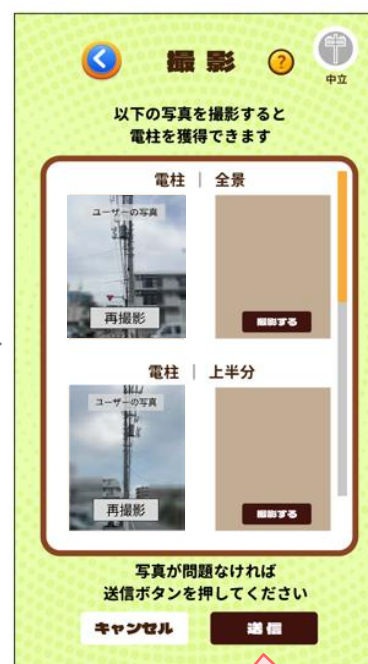 撮影
?
中立
以下の写真を撮影すると
電柱を獲得できます
電柱 | 全景
ユーザーの写真
再撮影
撮影する
電柱 | 上半分
ユーザーの写真
再撮影
撮影する
写真が問題なければ
送信ボタンを押してください
キャンセル
送信